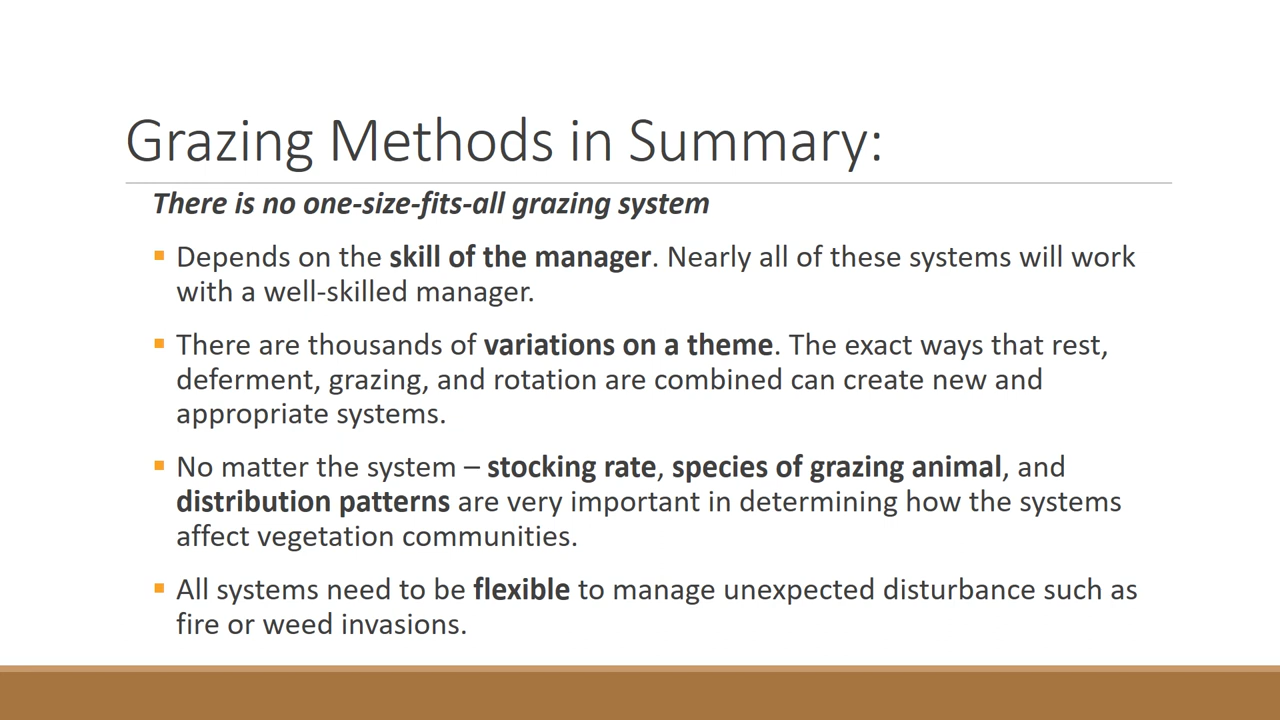 Grazing Methods in Summary:
There is no one-size-fits-all grazing system
Depends on the skill of the manager. Nearly all of these systems will work
with a well-skilled manager.
There are thousands of variations on a theme. The exact ways that rest,
deferment, grazing, and rotation are combined can create new and
appropriate systems.
No matter the system – stocking rate, species of grazing animal, and
distribution patterns are very important in determining how the systems
affect vegetation communities.
All systems need to be flexible to manage unexpected disturbance such as
fire or weed invasions.